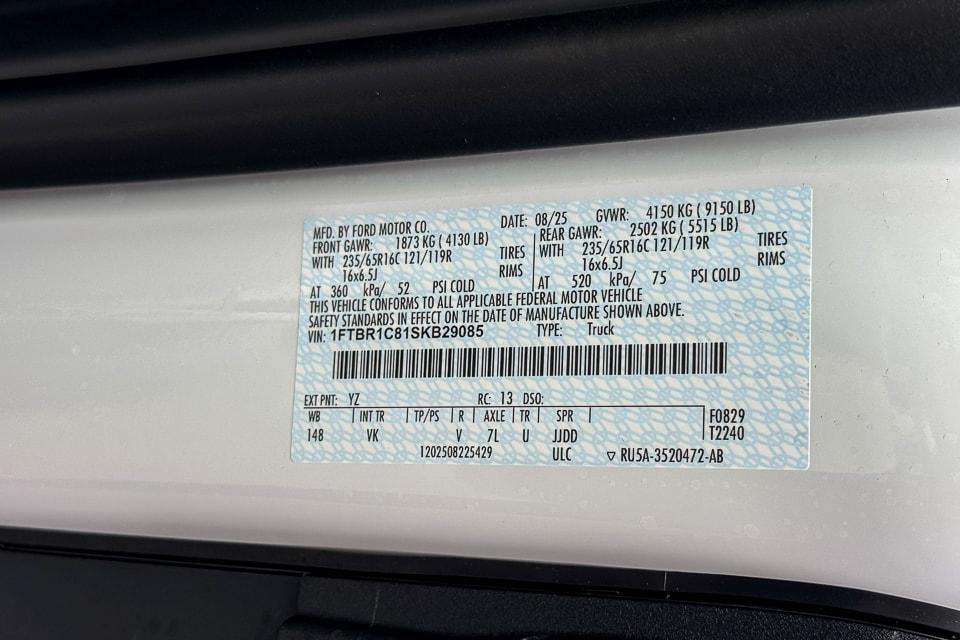 MFD. BY FORD MOTOR CO. DATE: 08/25 GVWR: 4150 KG ( 9150 LB)
FRONT GAWR: 1873 KG ( 4130 LB) REAR GAWR: 2502 KG ( 5515 LB)
WITH 235/65R16C 121/119R TIRES WITH 235/65R16C 121/119R TIRES
16x6.5J RIMS 16x6.5J RIMS
AT 360 kPa/ 52 PSI COLD AT 520 kPa/ 75 PSI COLD
THIS VEHICLE CONFORMS TO ALL APPLICABLE FEDERAL MOTOR VEHICLE
SAFETY STANDARDS IN EFFECT ON THE DATE OF MANUFACTURE SHOWN ABOVE.
VIN: 1FTBR1C81SKB29085 TYPE: Truck
EXT PNT: YZ RC: 13 DSO:
WB INT TR TP/PS R AXLE TR SPR F0829
148 VK V 7L U JJDD T2240
1202508225429 ULC ▽ RU5A-3520472-AB